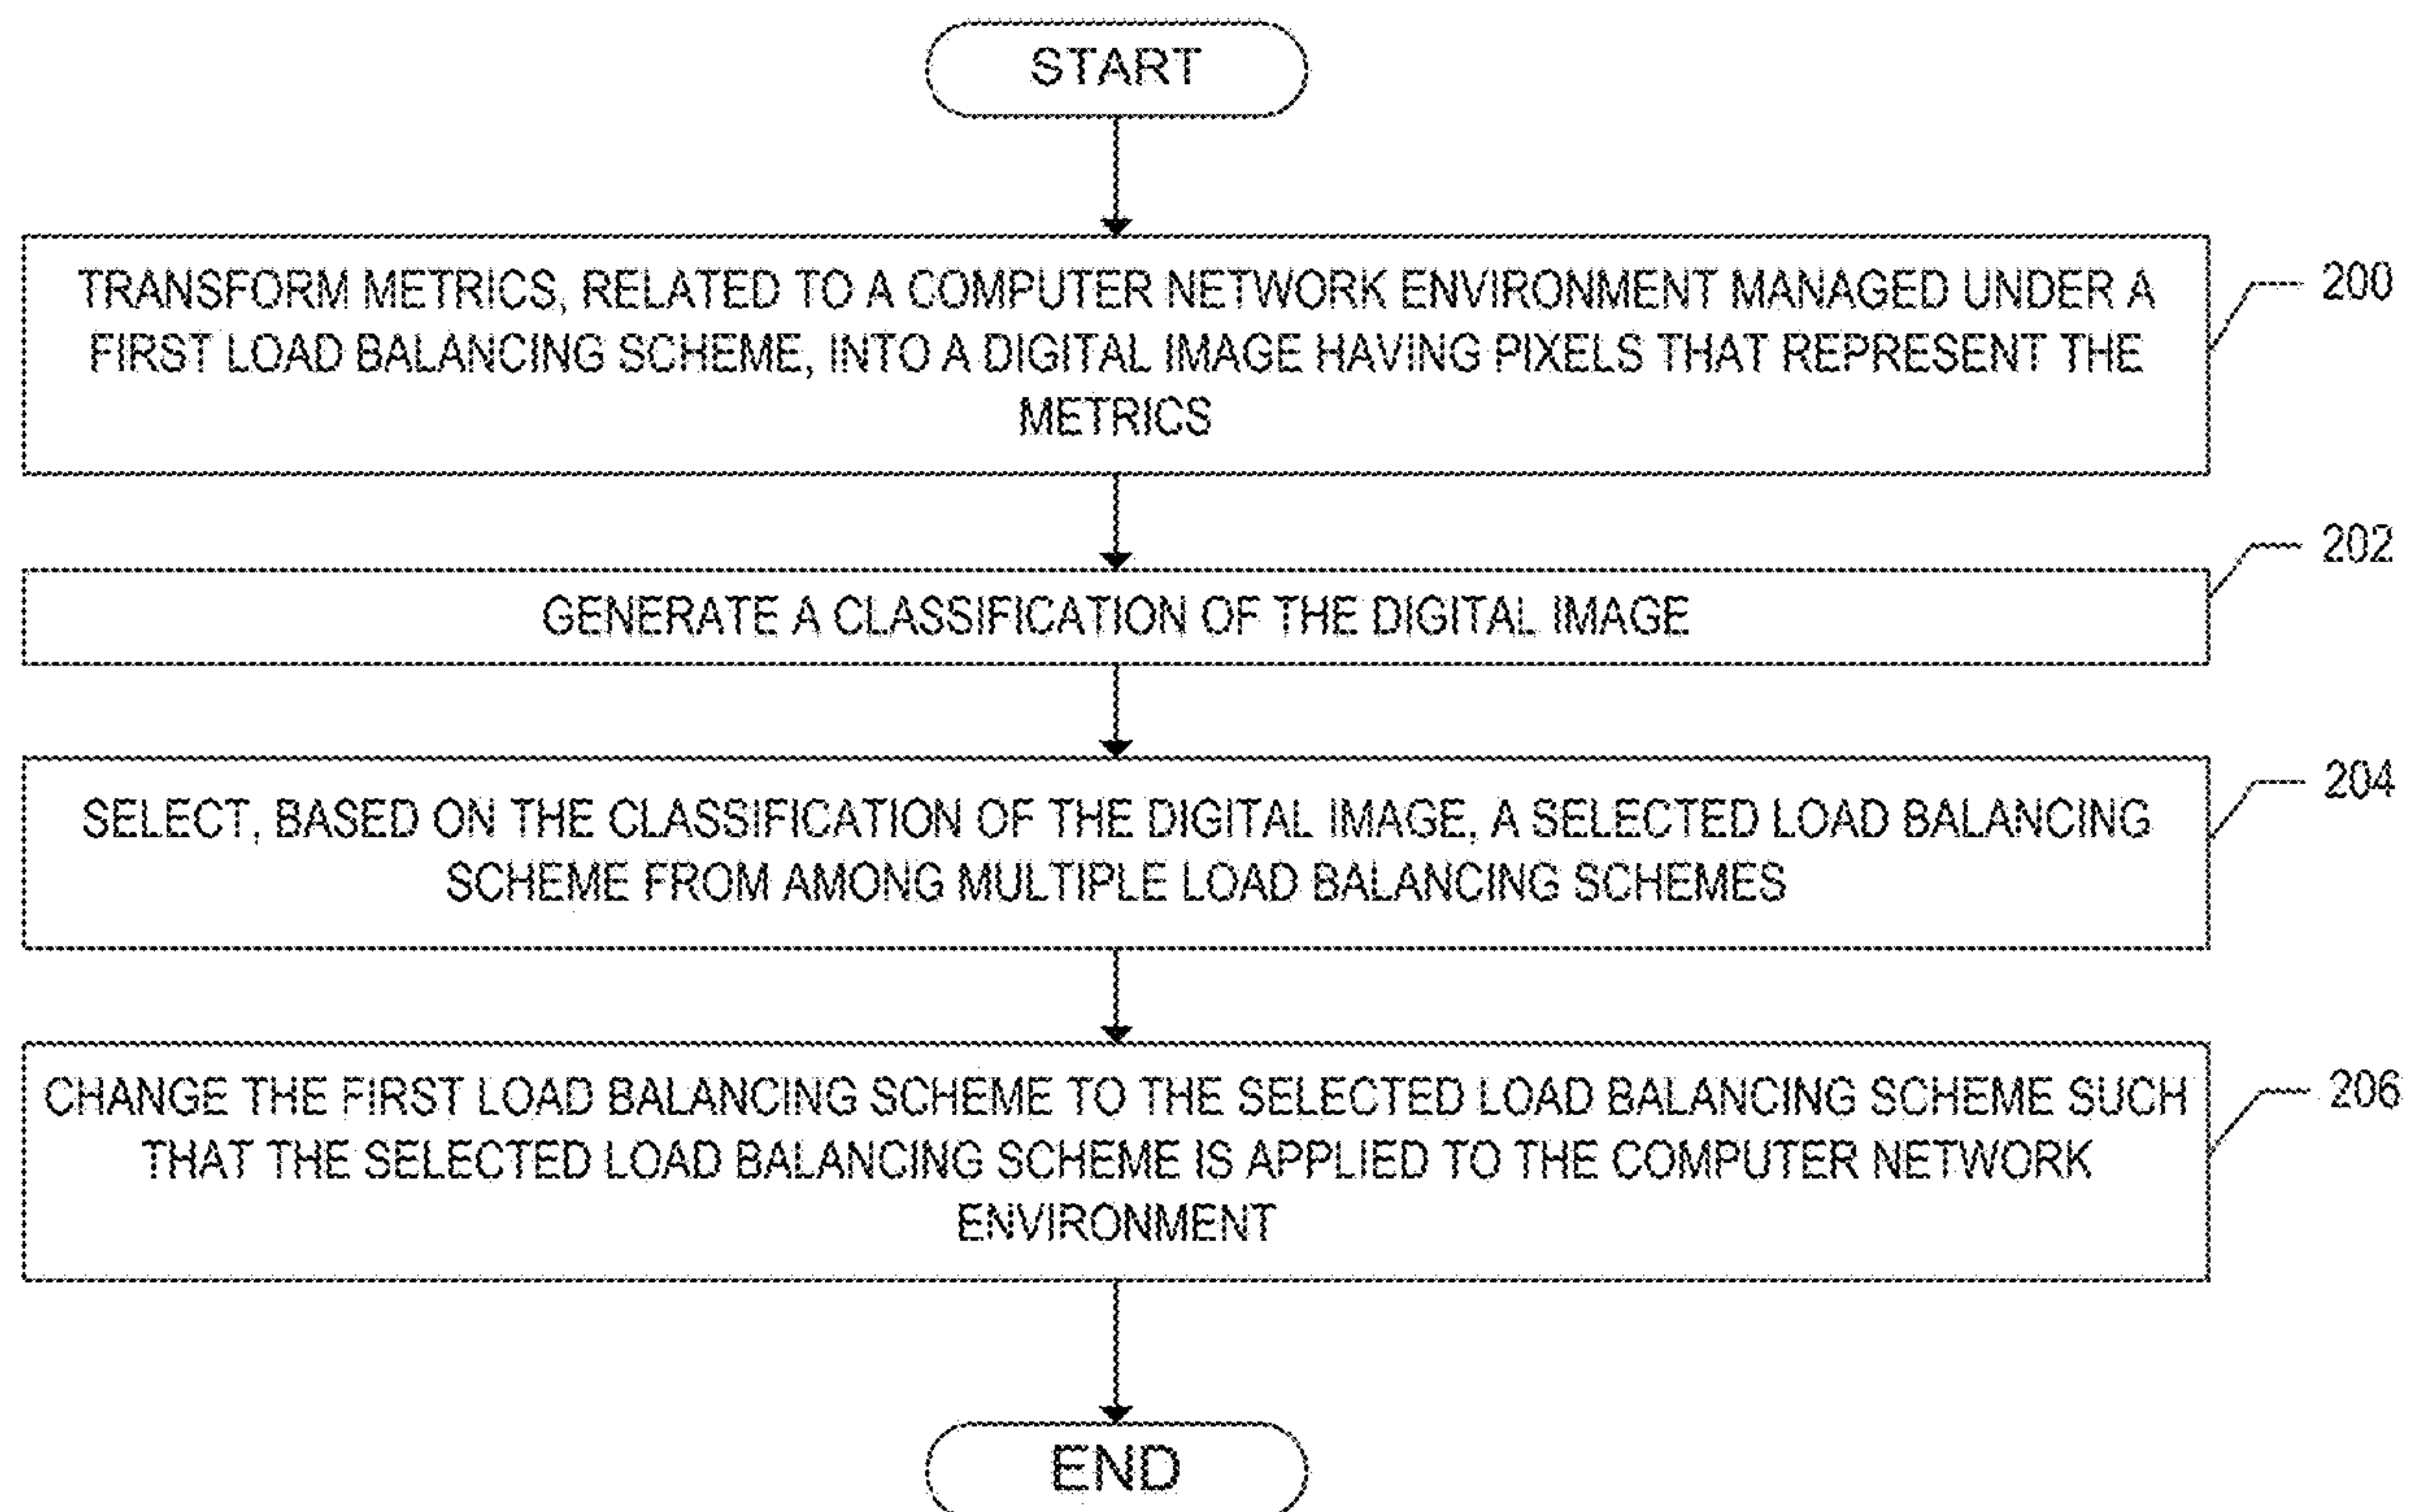 START
TRANSFORM METRICS, RELATED TO A COMPUTER NETWORK ENVIRONMENT MANAGED UNDER A
FIRST LOAD BALANCING SCHEME, INTO A DIGITAL IMAGE HAVING PIXELS THAT REPRESENT THE
METRICS
200
GENERATE A CLASSIFICATION OF THE DIGITAL IMAGE
202
SELECT, BASED ON THE CLASSIFICATION OF THE DIGITAL IMAGE, A SELECTED LOAD BALANCING
SCHEME FROM AMONG MULTIPLE LOAD BALANCING SCHEMES
204
CHANGE THE FIRST LOAD BALANCING SCHEME TO THE SELECTED LOAD BALANCING SCHEME SUCH
THAT THE SELECTED LOAD BALANCING SCHEME IS APPLIED TO THE COMPUTER NETWORK
ENVIRONMENT
206
END